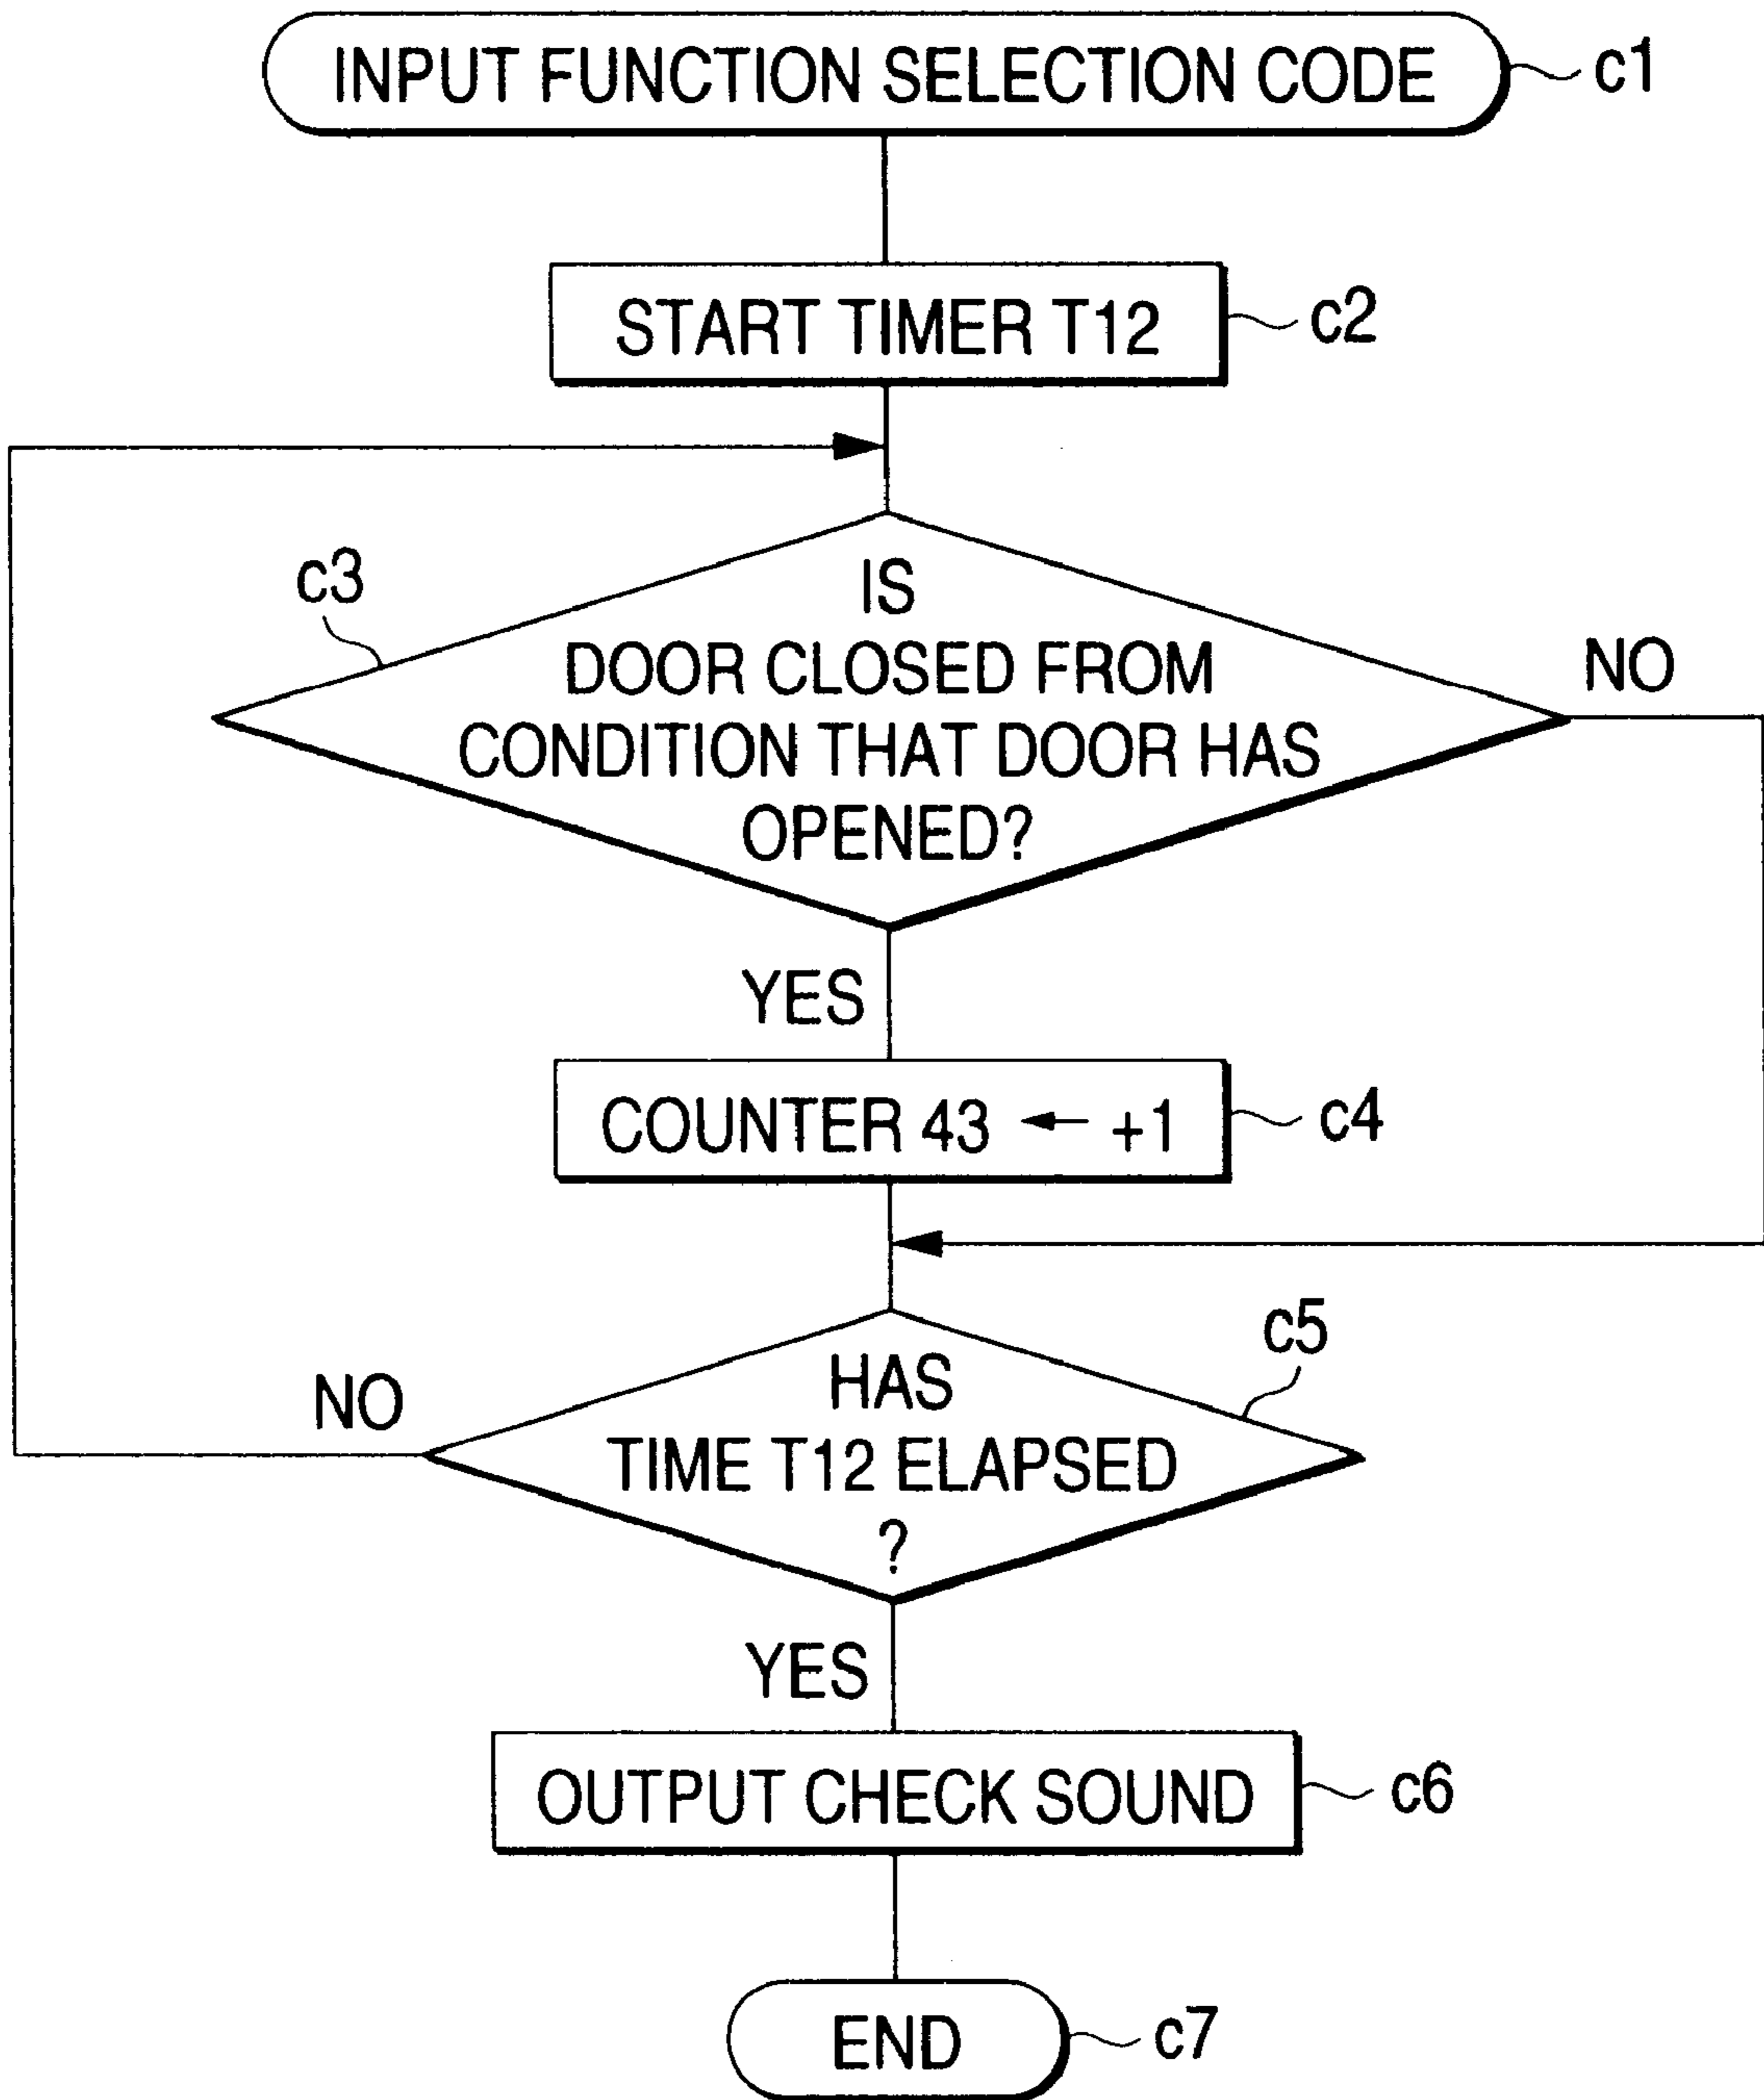 INPUT FUNCTION SELECTION CODE
c1
START TIMER T12
c2
c3
IS
DOOR CLOSED FROM
CONDITION THAT DOOR HAS
OPENED?
NO
YES
COUNTER 43 ← +1
c4
c5
HAS
TIME T12 ELAPSED
?
NO
YES
OUTPUT CHECK SOUND
c6
END
c7